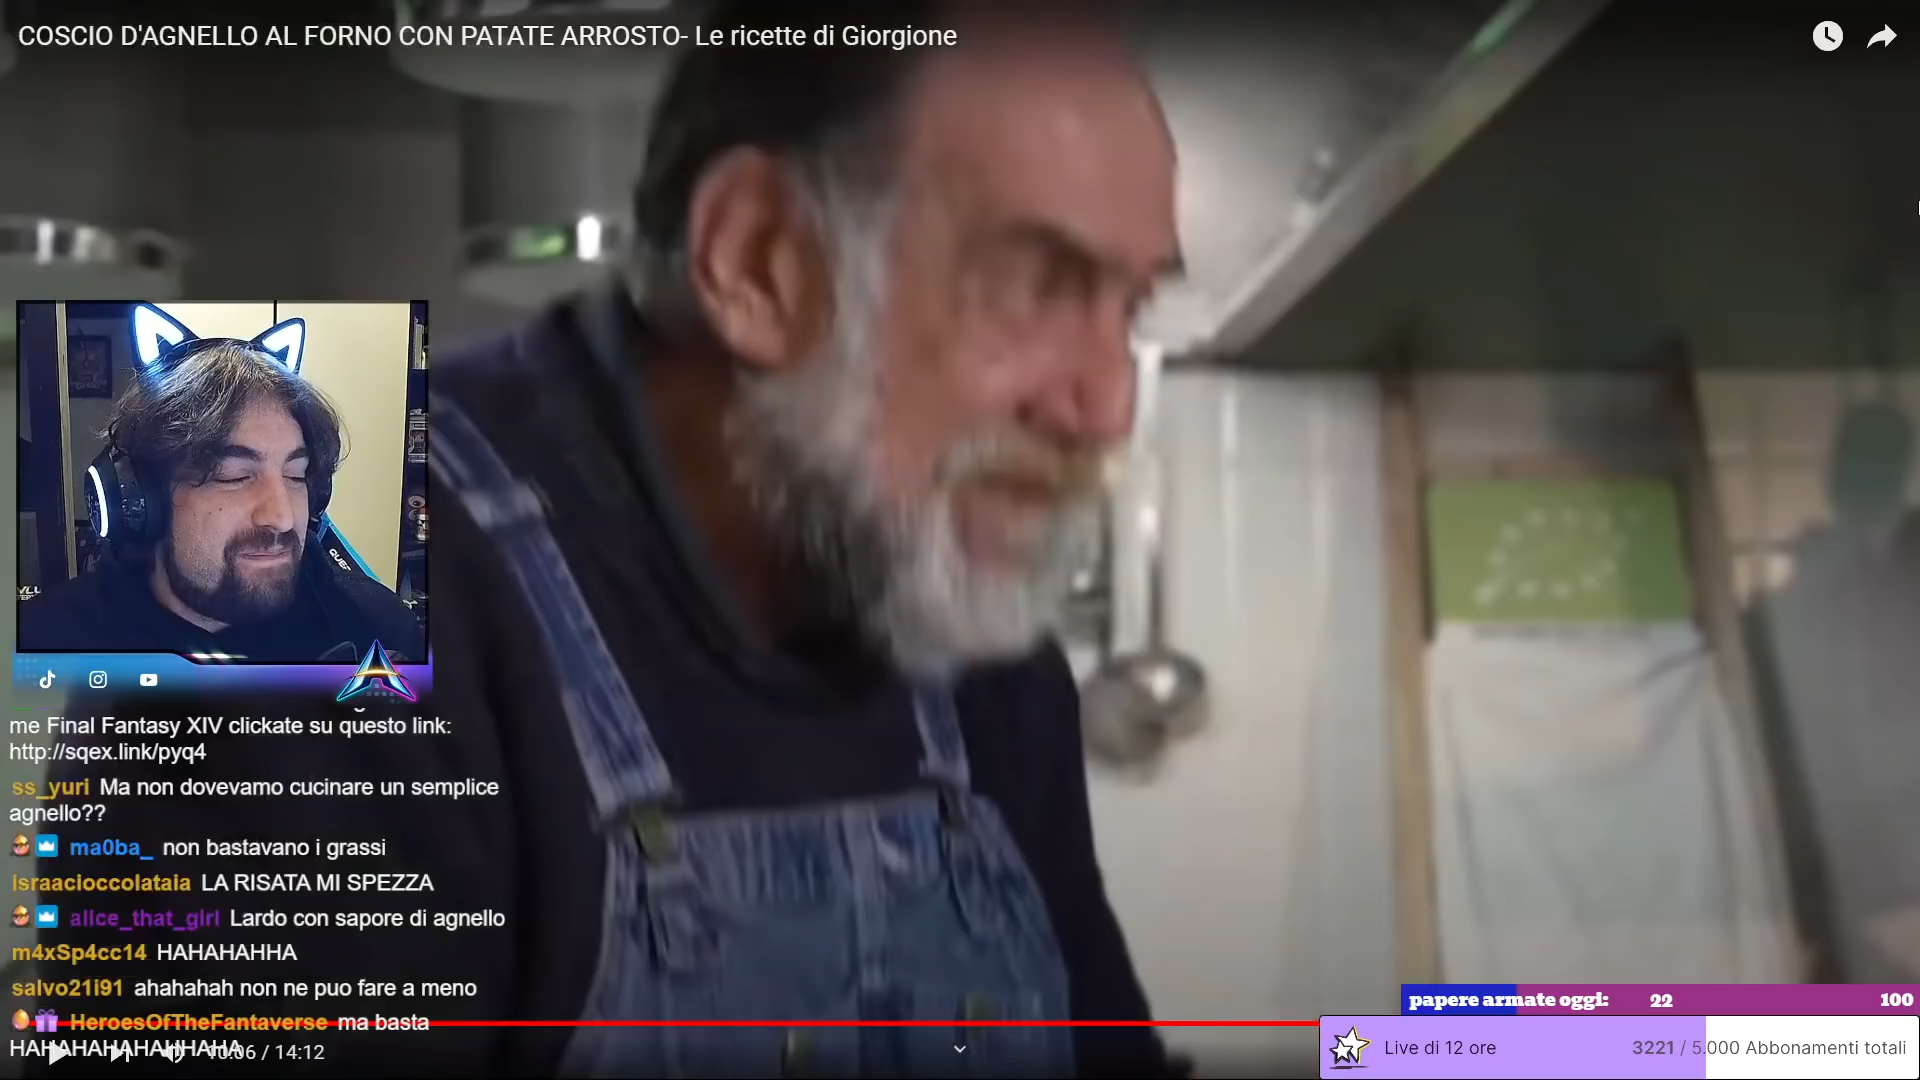 COSCIO D'AGNELLO AL FORNO CON PATATE ARROSTO- Le ricette di Giorgione
me Final Fantasy XIV clickate su questo link:
http://sqex.link/pyq4
ss_yuri Ma non dovevamo cucinare un semplice
agnello??
ma0ba_ non bastavano i grassi
israacioccolataia LA RISATA MI SPEZZA
alice_that_girl Lardo con sapore di agnello
m4xSp4cc14 HAHAHAHHA
salvo21i91 ahahahah non ne puo fare a meno
HeroesOfTheFantaverse ma basta
HAHAHAHAHAHHAHA
10:06 / 14:12
papere armate oggi: 22 100
Live di 12 ore 3221 / 5.000 Abbonamenti totali